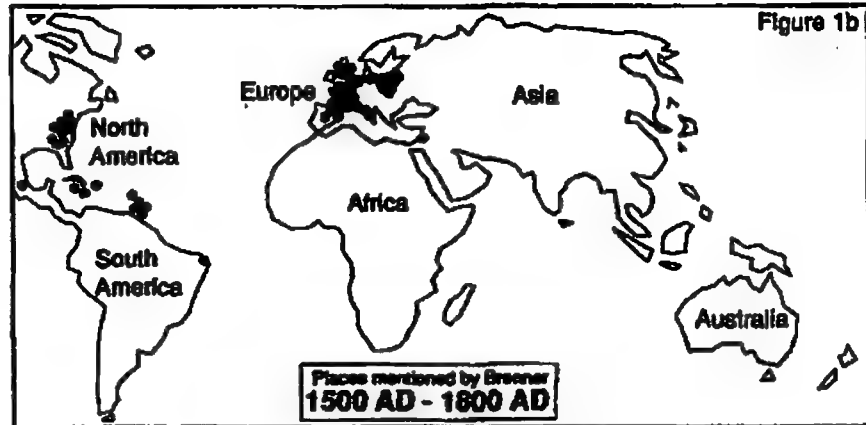 Figure 1b
Europe
Asia
North
America
Africa
South
America
Australia
Places mentioned by Brenner
1500 AD - 1800 AD